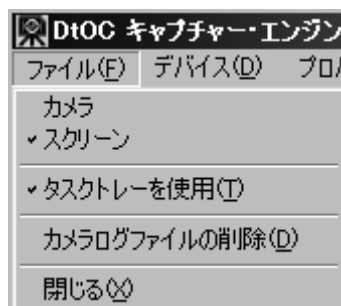 DtOC キャプチャー・エンジン
ファイル(F) デバイス(D) プロ
カメラ
スクリーン
タスクトレーを使用(T)
カメラログファイルの削除(D)
閉じる(X)